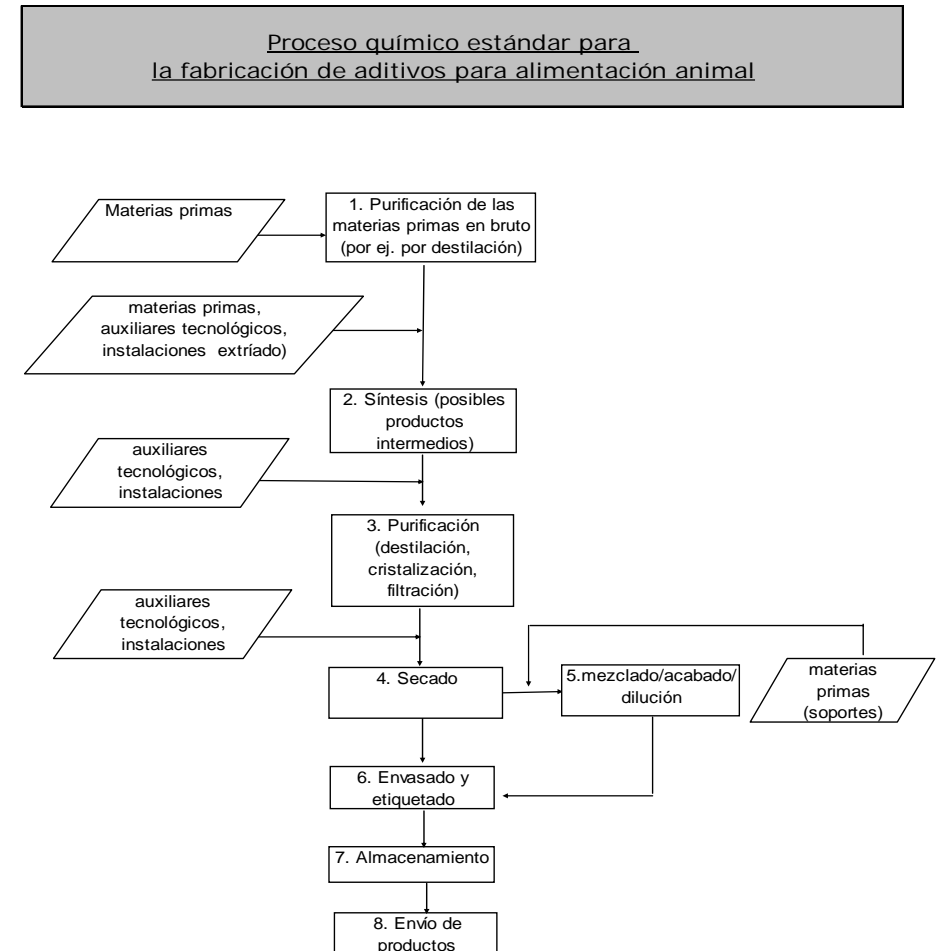 Proceso químico estándar para
la fabricación de aditivos para alimentación animal
Materias primas
1. Purificación de las
materias primas en bruto
(por ej. por destilación)
materias primas,
auxiliares tecnológicos,
instalaciones extríado)
2. Síntesis (posibles
productos
intermedios)
auxiliares
tecnológicos,
instalaciones
3. Purificación
(destilación,
cristalización,
filtración)
auxiliares
tecnológicos,
instalaciones
4. Secado
5.mezclado/acabado/
dilución
materias
primas
(soportes)
6. Envasado y
etiquetado
7. Almacenamiento
8. Envío de
productos